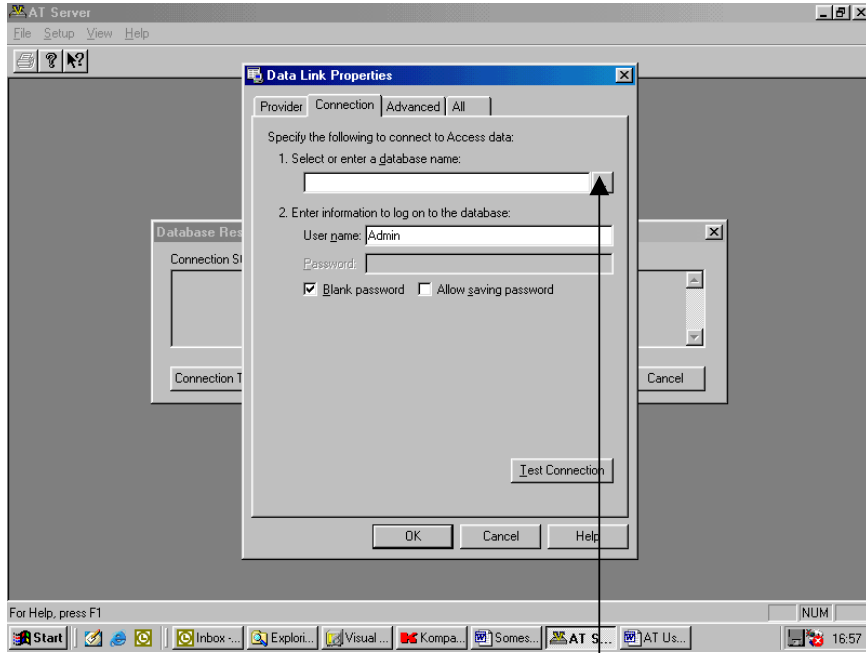 AT Server
File Setup View Help
Data Link Properties
Provider Connection Advanced All
Specify the following to connect to Access data:
1. Select or enter a database name:
2. Enter information to log on to the database:
User name: Admin
Password:
Blank password Allow saving password
Test Connection
OK Cancel Help
Database Res
Connection St
Connection T
Cancel
For Help, press F1
NUM
Start Inbox -... Explori... Visual ... Kompa... Somes... AT S... AT Us... 16:57